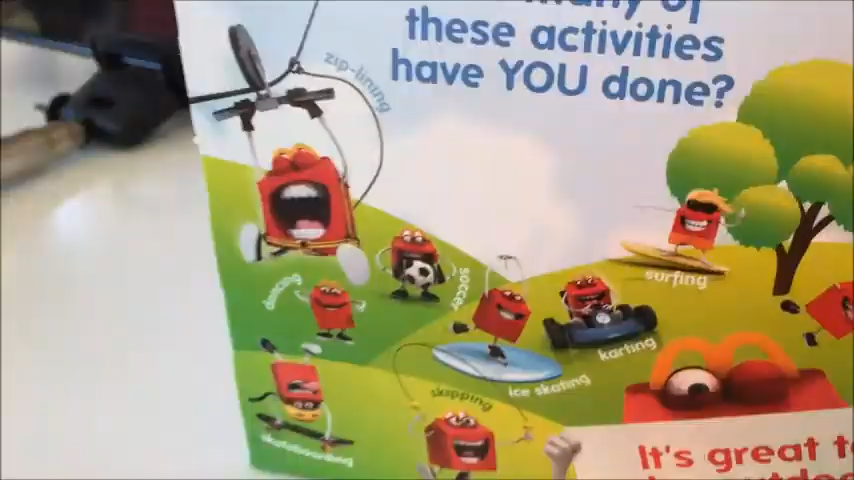 these activities
have YOU done?
zip-lining
surfing
dancing
soccer
karting
ice skating
skipping
skateboarding
It's great